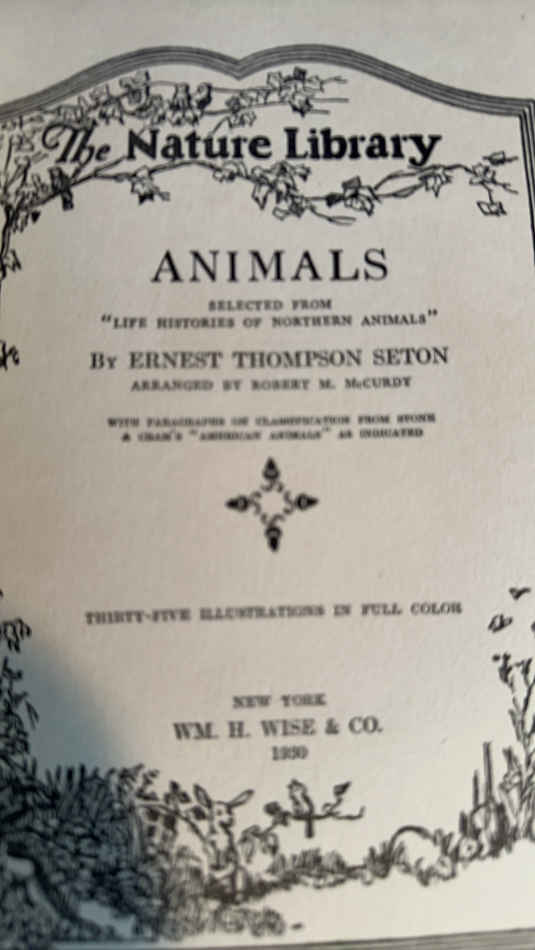 The Nature Library
ANIMALS
SELECTED FROM
"LIFE HISTORIES OF NORTHERN ANIMALS"
BY ERNEST THOMPSON SETON
ARRANGED BY ROBERT M. McCURDY
WITH PARAGRAPHS ON CLASSIFICATION FROM STONE
& CRAM'S "AMERICAN ANIMALS" AS INDICATED
THIRTY-FIVE ILLUSTRATIONS IN FULL COLOR
NEW YORK
WM. H. WISE & CO.
1930